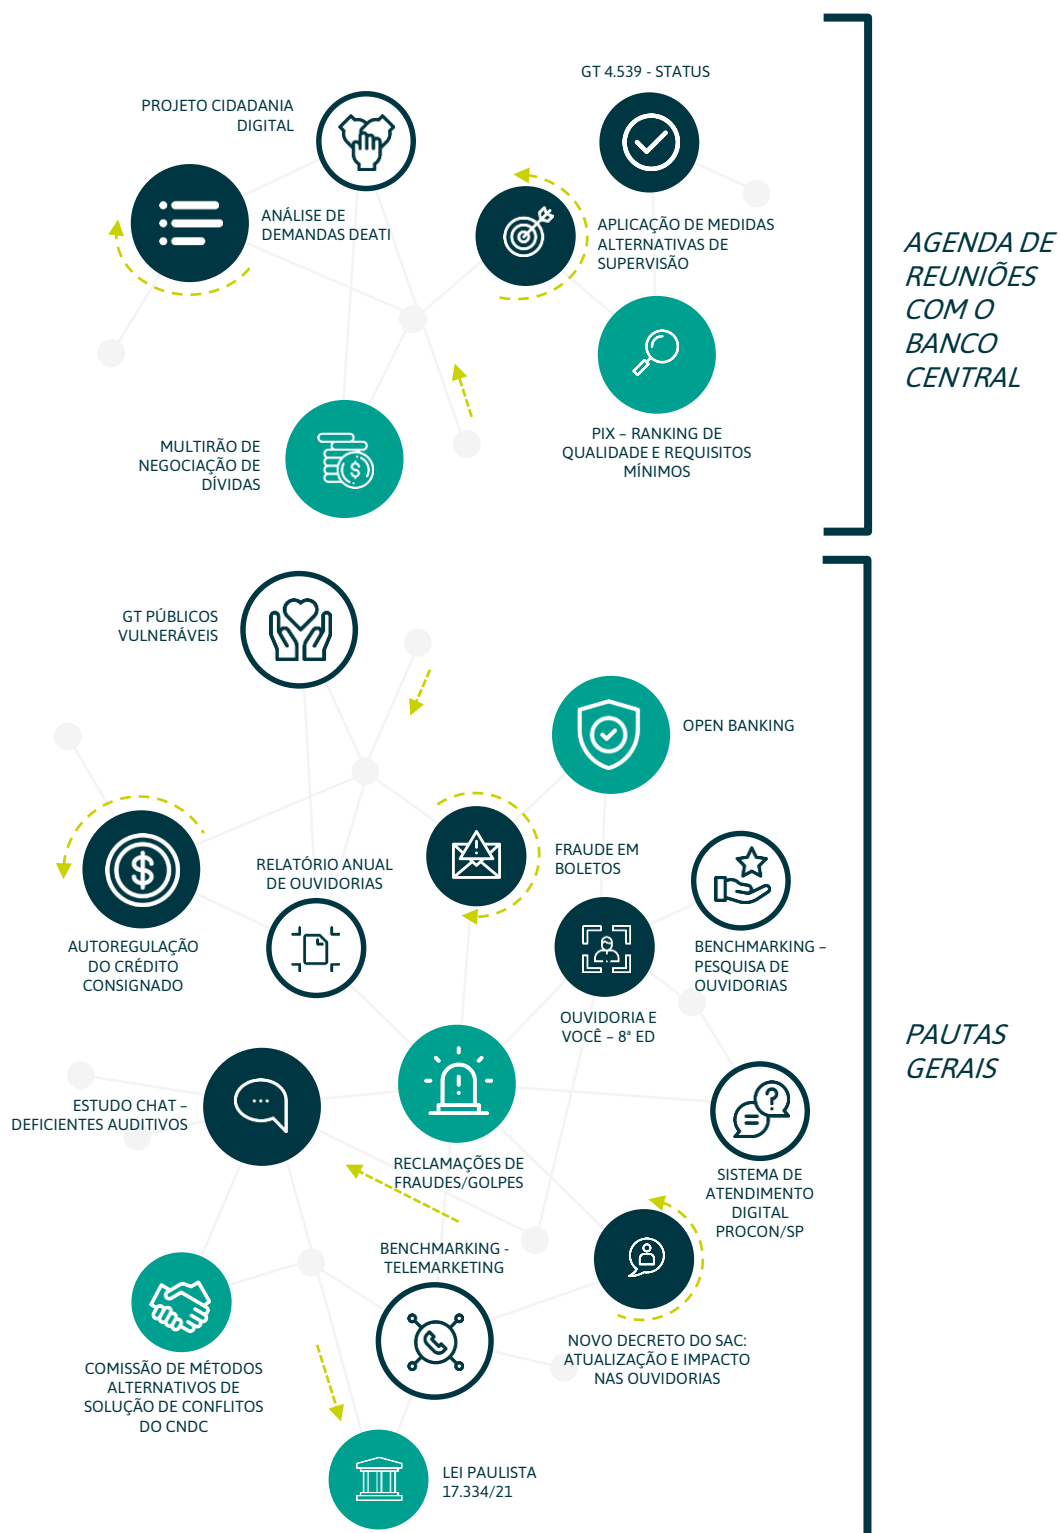 GT 4.539 - STATUS
PROJETO CIDADANIA
DIGITAL
ANÁLISE DE
DEMANDAS DEATI
APLICAÇÃO DE MEDIDAS
ALTERNATIVAS DE
SUPERVISÃO
AGENDA DE
REUNIÕES
COM O
BANCO
CENTRAL
MULTIRÃO DE
NEGOCIAÇÃO DE
DÍVIDAS
PIX – RANKING DE
QUALIDADE E REQUISITOS
MÍNIMOS
GT PÚBLICOS
VULNERÁVEIS
OPEN BANKING
FRAUDE EM
BOLETOS
RELATÓRIO ANUAL
DE OUVIDORIAS
AUTOREGULAÇÃO
DO CRÉDITO
CONSIGNADO
BENCHMARKING –
PESQUISA DE
OUVIDORIAS
OUVIDORIA E
VOCÊ – 8ª ED
PAUTAS
GERAIS
ESTUDO CHAT –
DEFICIENTES AUDITIVOS
RECLAMAÇÕES DE
FRAUDES/GOLPES
SISTEMA DE
ATENDIMENTO
DIGITAL
PROCON/SP
BENCHMARKING -
TELEMARKETING
NOVO DECRETO DO SAC:
ATUALIZAÇÃO E IMPACTO
NAS OUVIDORIAS
COMISSÃO DE MÉTODOS
ALTERNATIVOS DE
SOLUÇÃO DE CONFLITOS
DO CNDC
LEI PAULISTA
17.334/21